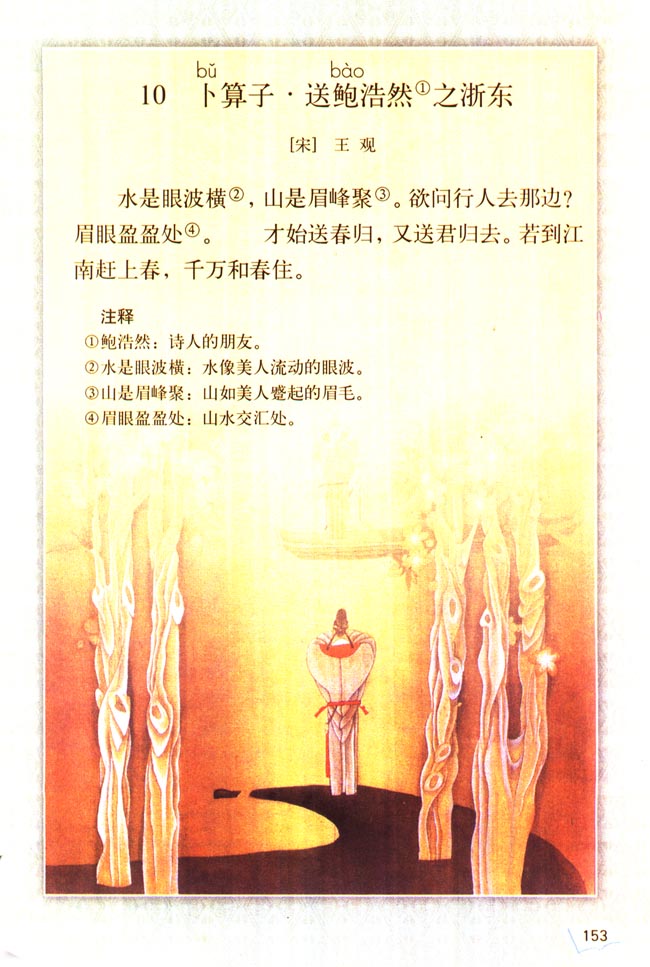 bǔ bào
10 卜算子·送鲍浩然①之浙东
［宋］ 王 观
水是眼波横②，山是眉峰聚③。欲问行人去那边？
眉眼盈盈处④。 才始送春归，又送君归去。若到江
南赶上春，千万和春住。
注释
①鲍浩然：诗人的朋友。
②水是眼波横：水像美人流动的眼波。
③山是眉峰聚：山如美人蹙起的眉毛。
④眉眼盈盈处：山水交汇处。
153